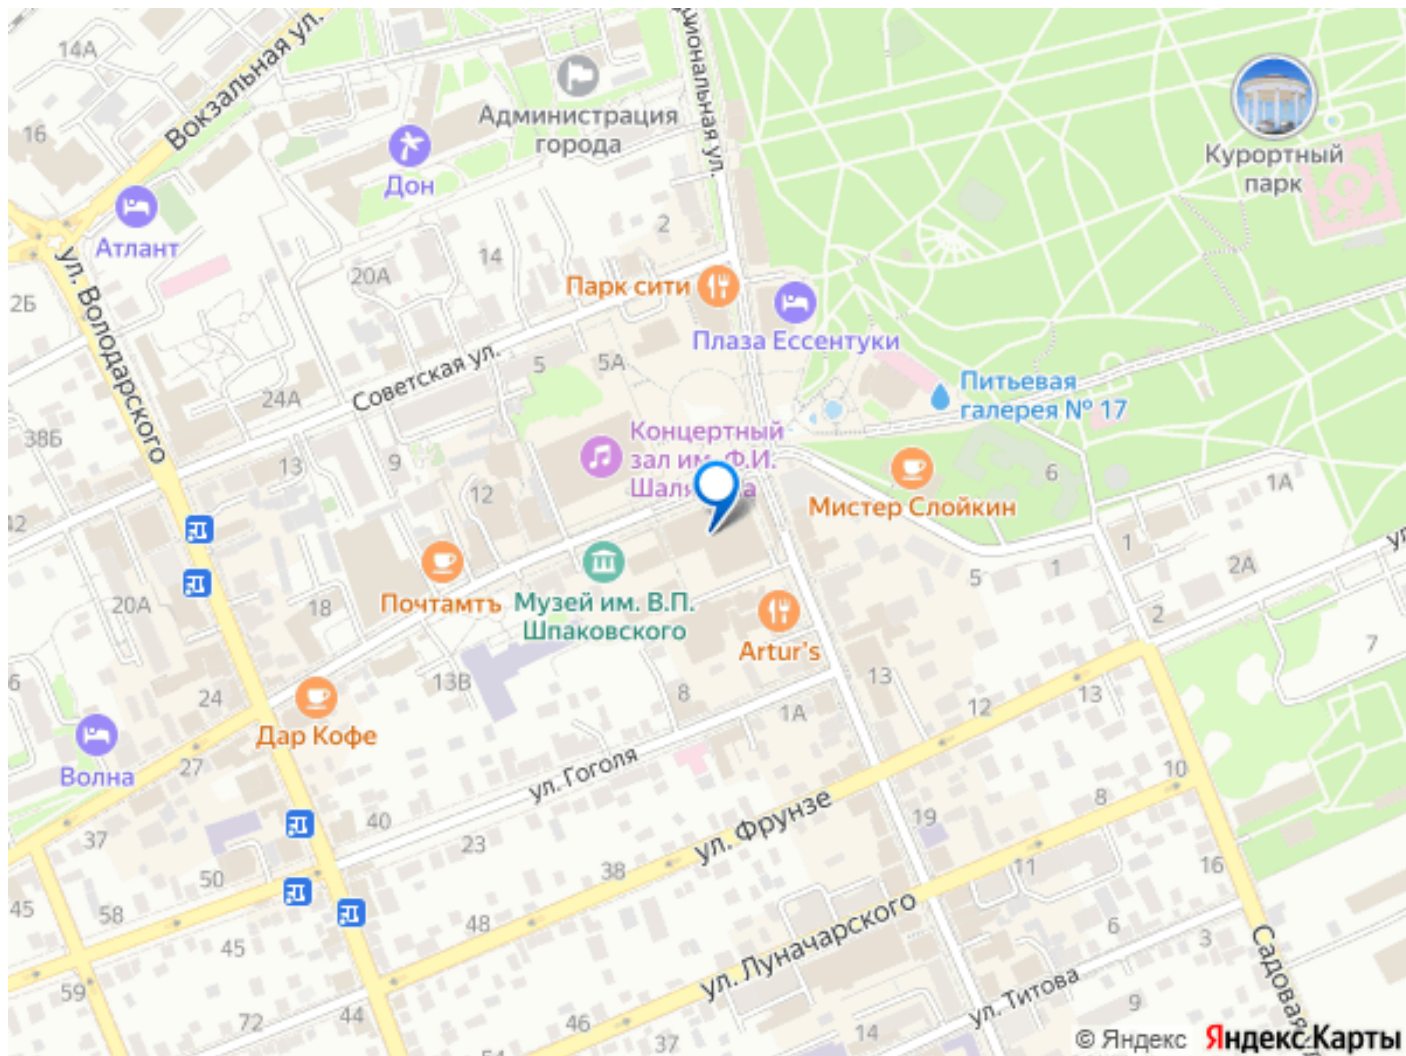 14А
Вокзальная ул.
16
Администрация
города
Дон
Атлант
2Б
ул. Володарского
20А
14
2
Парк сити
Плаза Ессентуки
Курортный
парк
Питьевая
галерея № 17
Советская ул.
5
5А
24А
38Б
13
9
12
Концертный
зал им. Ф.И.
Мистер Слойкин
6
1А
1
2А
5
1
2
7
20А
18
Почтамтъ
Музей им. В.П.
Шпаковского
Artur's
13В
24
Дар Кофе
Волна
27
37
8
1А
13
12
13
10
8
ул. Гоголя
ул. Фрунзе
40
23
38
19
11
16
50
58
45
45
48
ул. Луначарского
6
3
Садовая
59
72
44
46
37
14
9
ул. Титова
© Яндекс Яндекс Карты